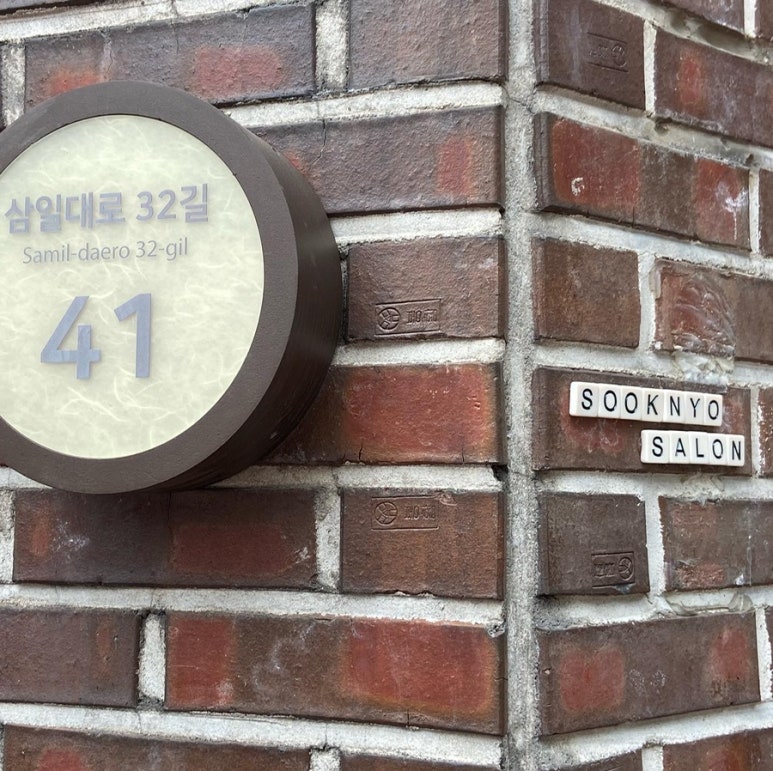 삼일대로 32길
Samil-daero 32-gil
41
SOOKNYO
SALON